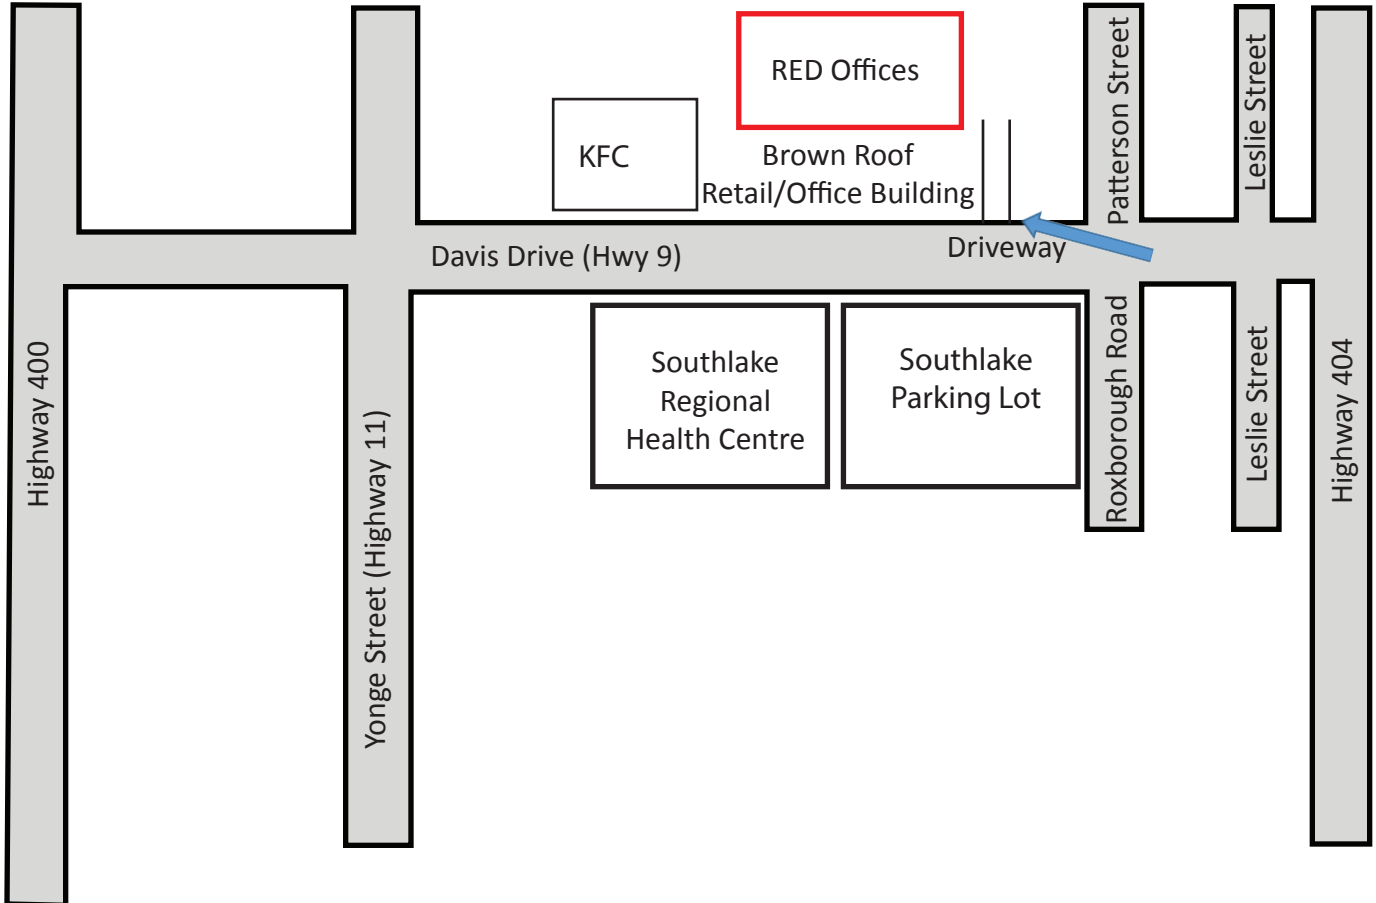 RED Offices
KFC
Brown Roof
Retail/Office Building
Patterson Street
Leslie Street
Davis Drive (Hwy 9)
Driveway
Southlake
Regional
Health Centre
Southlake
Parking Lot
Highway 400
Yonge Street (Highway 11)
Roxborough Road
Leslie Street
Highway 404